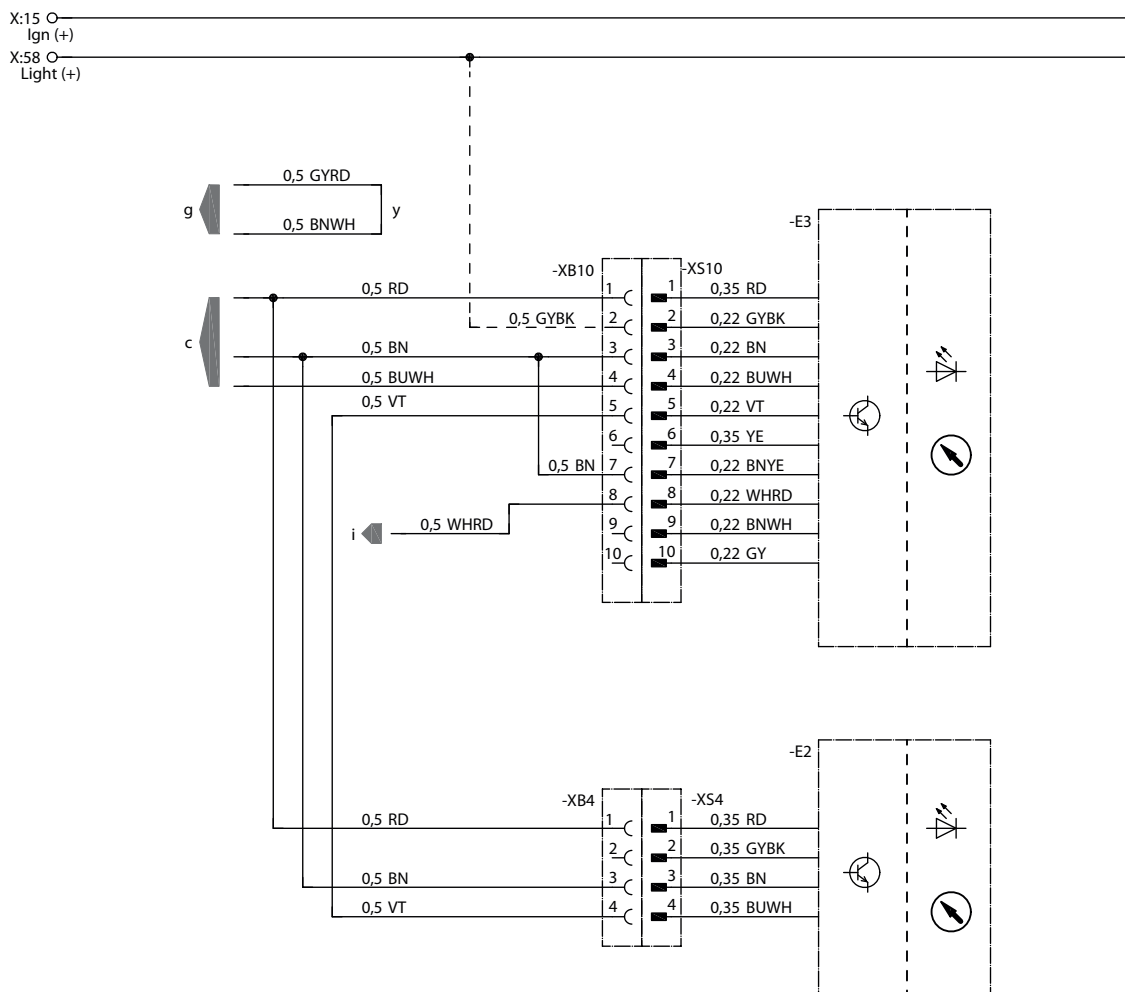 X:15
Ign (+)
X:58
Light (+)
0,5 GYRD
g
y
0,5 BNWH
-E3
-XB10
-XS10
0,5 RD
1
1
0,35 RD
0,5 GYBK
2
2
0,22 GYBK
c
0,5 BN
3
3
0,22 BN
0,5 BUWH
4
4
0,22 BUWH
0,5 VT
5
5
0,22 VT
6
6
0,35 YE
0,5 BN
7
7
0,22 BNYE
8
8
0,22 WHRD
i
0,5 WHRD
9
9
0,22 BNWH
10
10
0,22 GY
-E2
-XB4
-XS4
0,5 RD
1
1
0,35 RD
2
2
0,35 GYBK
0,5 BN
3
3
0,35 BN
0,5 VT
4
4
0,35 BUWH